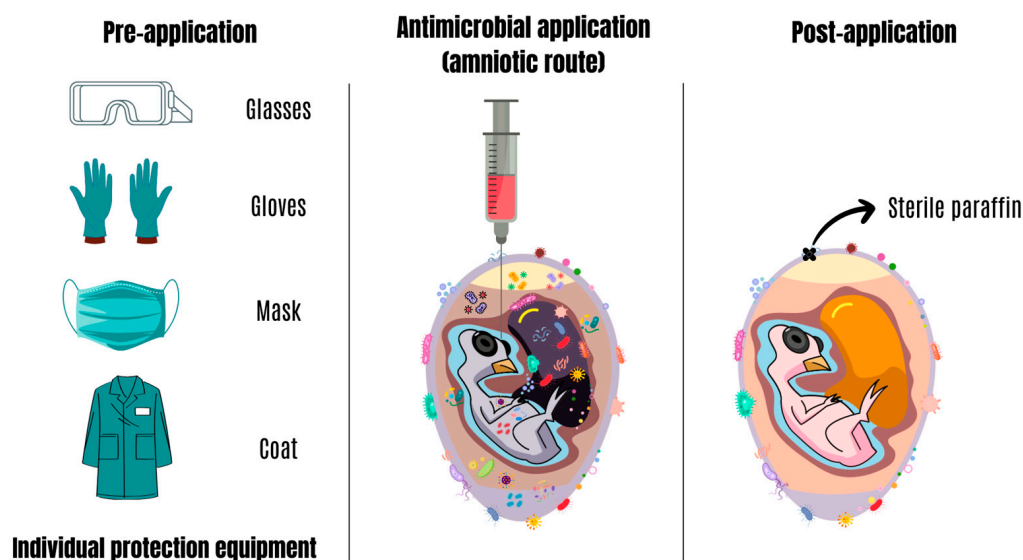 Pre-application
Glasses
Gloves
Mask
Coat
Individual protection equipment
Antimicrobial application
(amniotic route)
Post-application
Sterile paraffin